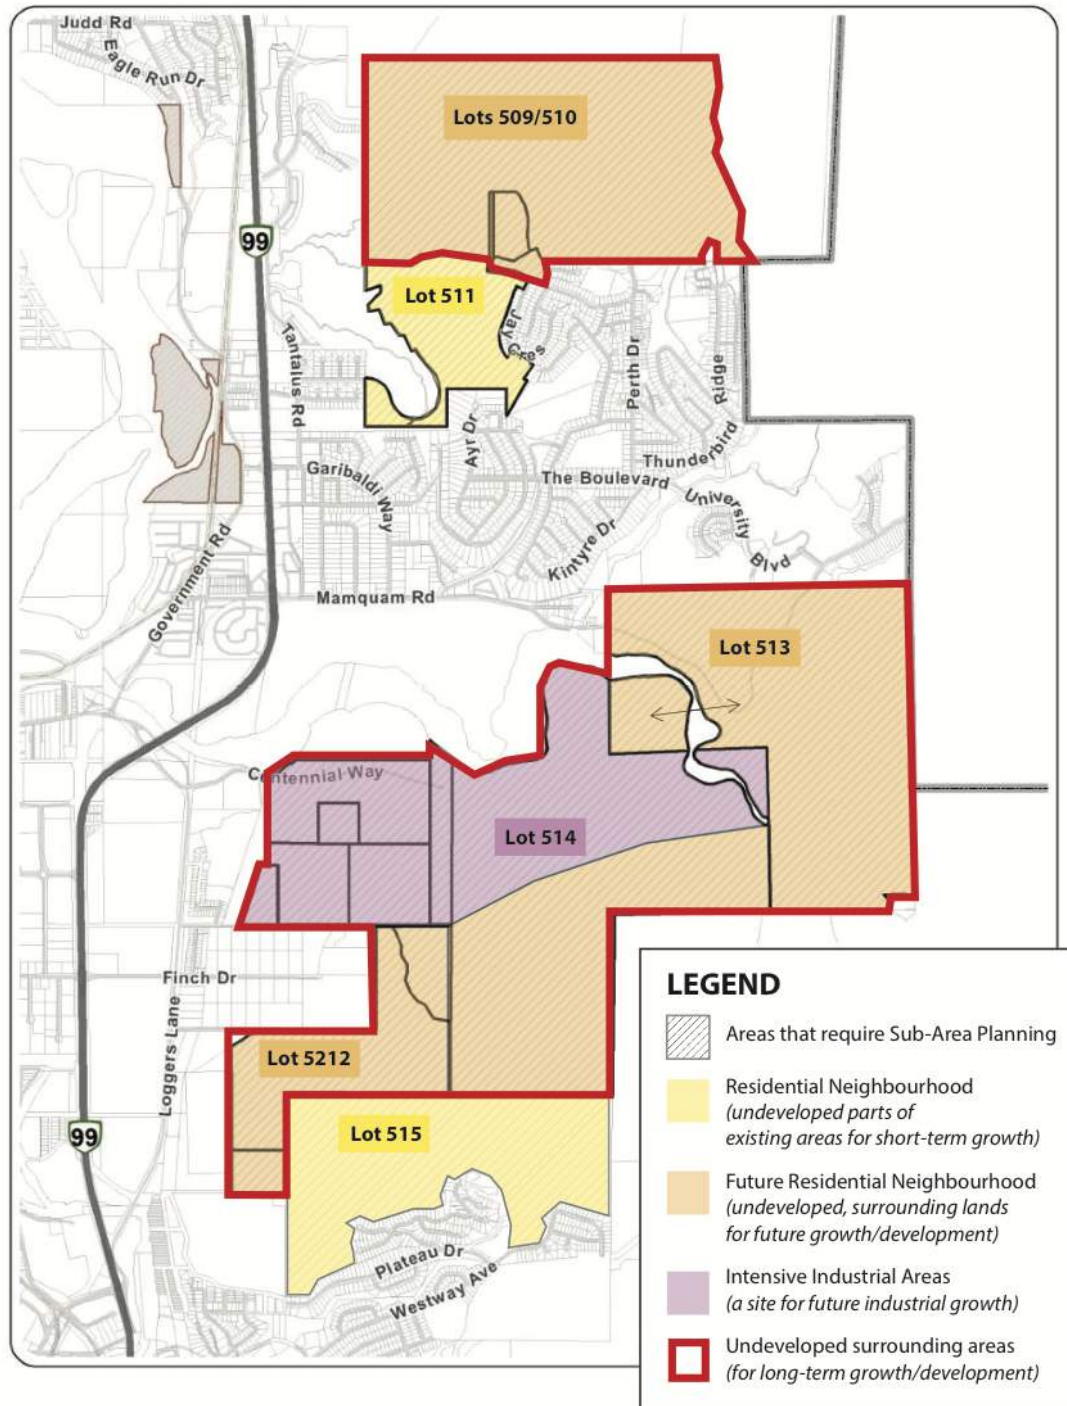 Judd Rd
Eagle Run Dr
Lots 509/510
99
Lot 511
Jay Cres
Tantalus Rd
Perth Dr
Ridge
Ayr Dr
Thunderbird
Garibaldi Way
The Boulevard
University
Blvd
Kintyre Dr
Government Rd
Mamquam Rd
Lot 513
Centennial Way
Lot 514
Finch Dr
Loggers Lane
Lot 5212
99
Lot 515
Plateau Dr
Westway Ave
LEGEND
Areas that require Sub-Area Planning
Residential Neighbourhood
(undeveloped parts of
existing areas for short-term growth)
Future Residential Neighbourhood
(undeveloped, surrounding lands
for future growth/development)
Intensive Industrial Areas
(a site for future industrial growth)
Undeveloped surrounding areas
(for long-term growth/development)